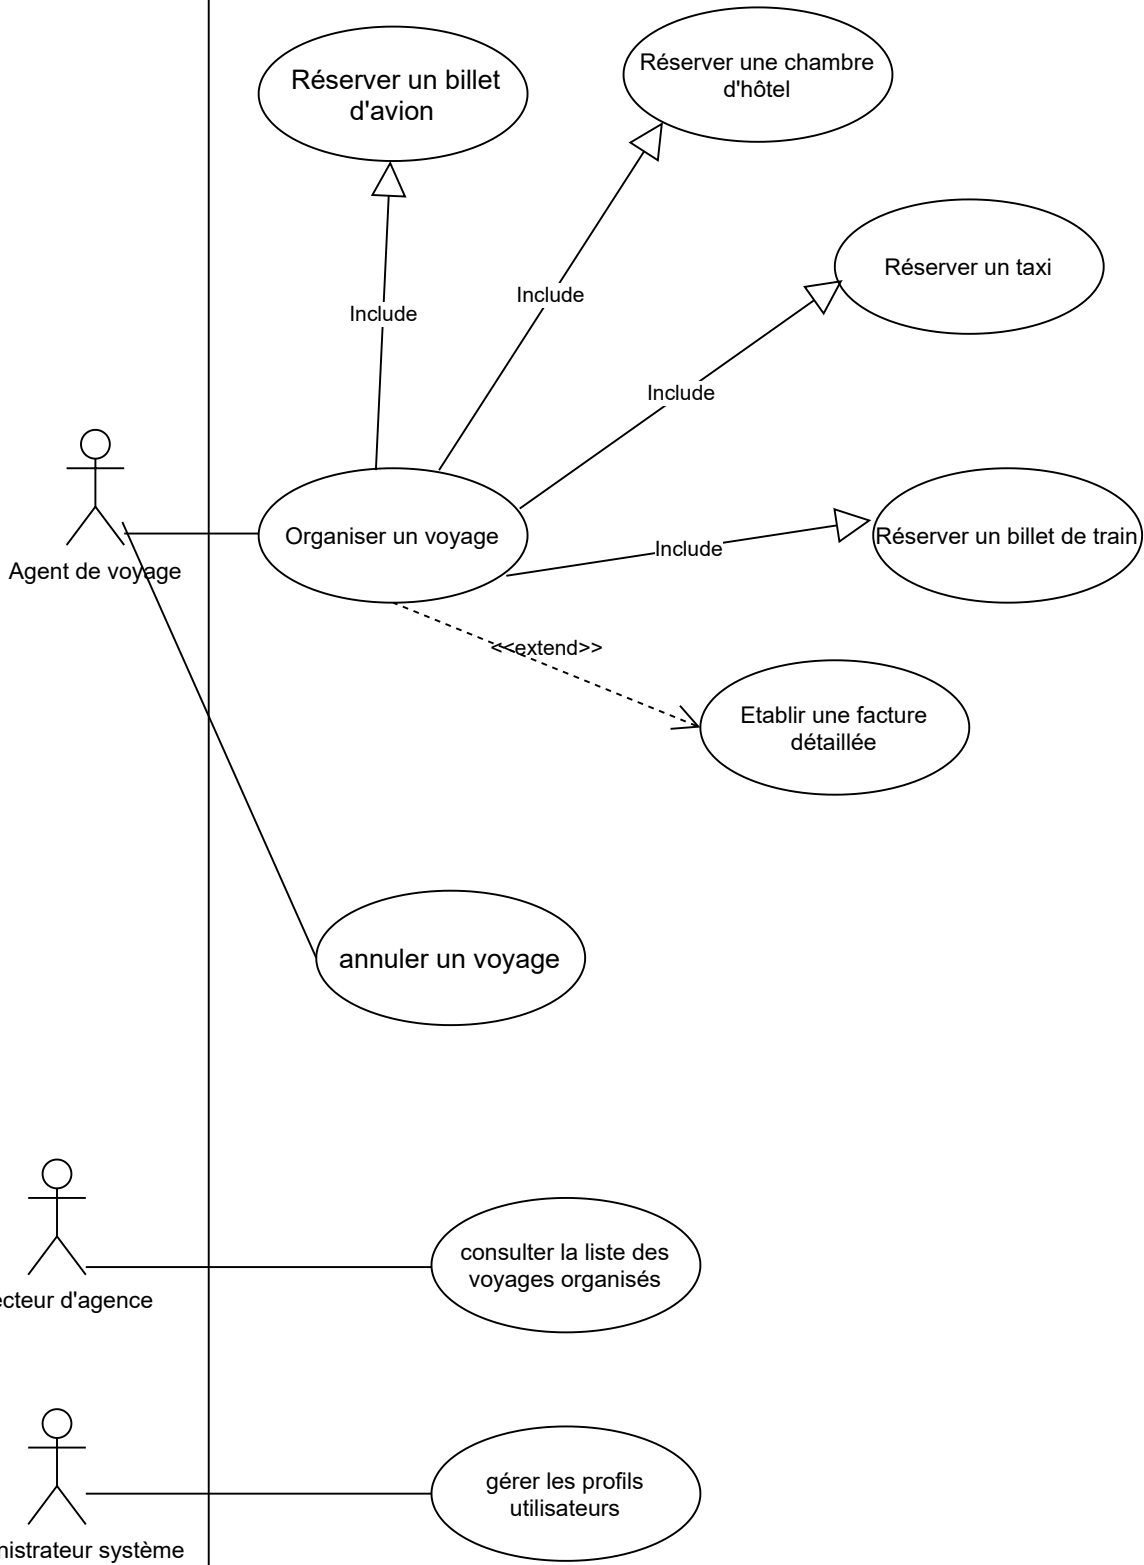 Réserver un billet
d'avion
Réserver une chambre
d'hôtel
Réserver un taxi
Include
Include
Include
Include
Réserver un billet de train
Organiser un voyage
Agent de voyage
<<extend>>
Etablir une facture
détaillée
annuler un voyage
consulter la liste des
voyages organisés
d'agence
gérer les profils
utilisateurs
système